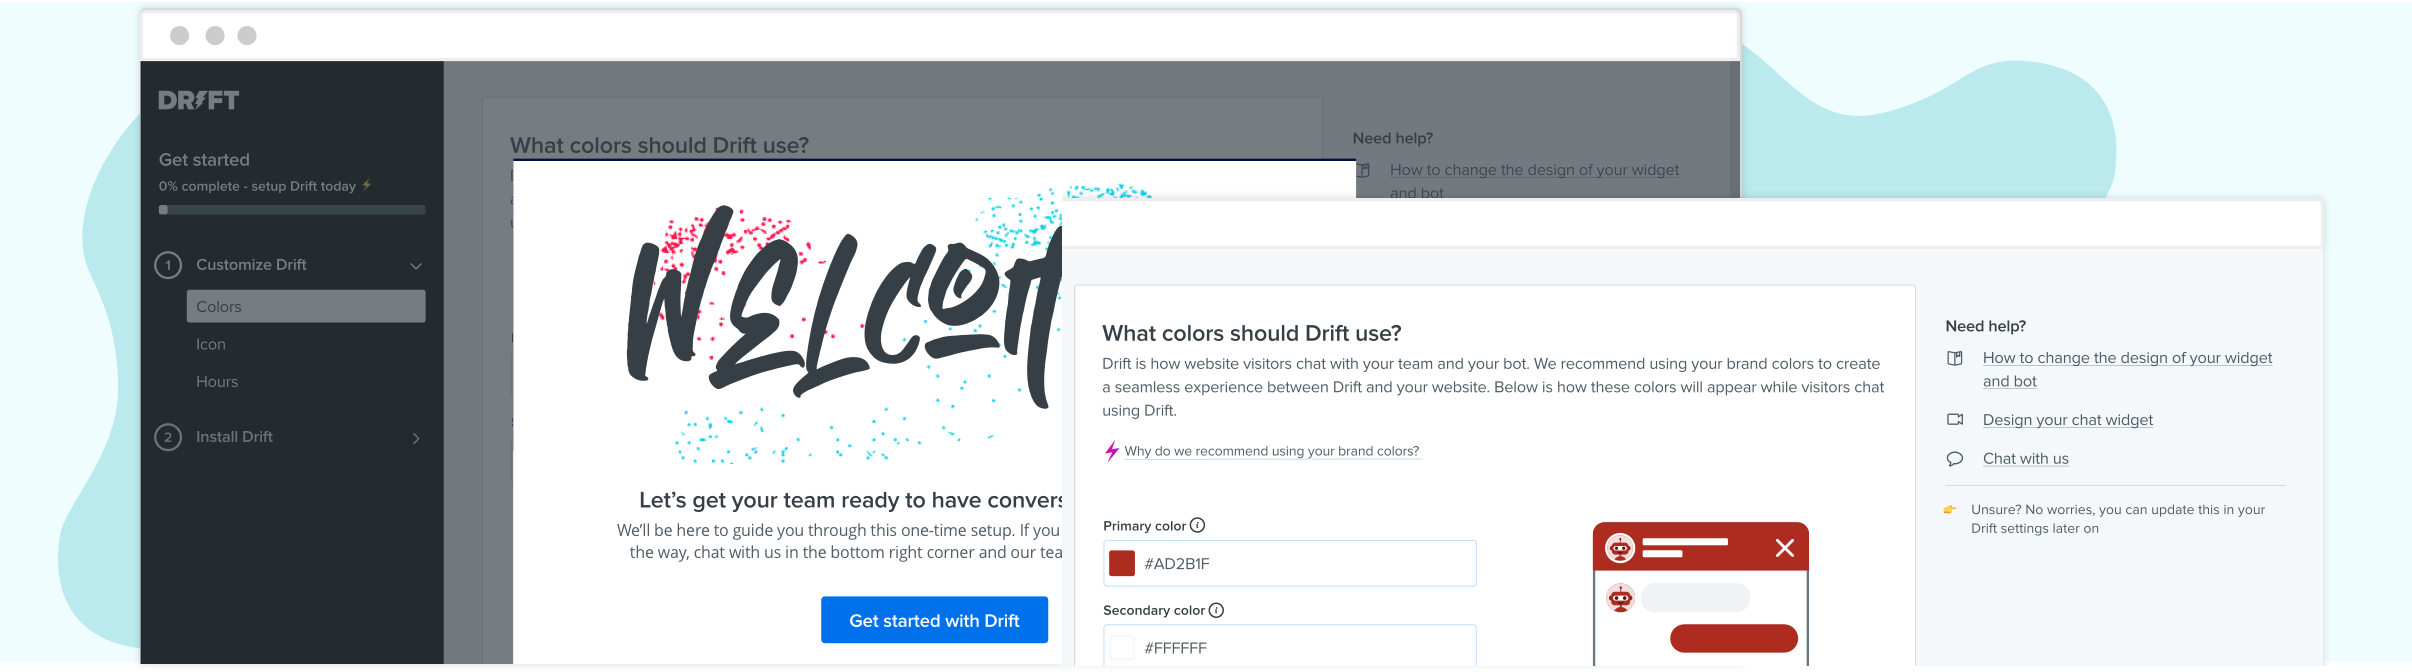 DRIFT
Get started
0% complete - setup Drift today
1 Customize Drift
Colors
Icon
Hours
2 Install Drift
What colors should Drift use?
Need help?
How to change the design of your widget
and bot
WELCOM
Let's get your team ready to have convers
We'll be here to guide you through this one-time setup. If you
the way, chat with us in the bottom right corner and our tea
Get started with Drift
What colors should Drift use?
Drift is how website visitors chat with your team and your bot. We recommend using your brand colors to create
a seamless experience between Drift and your website. Below is how these colors will appear while visitors chat
using Drift.
Why do we recommend using your brand colors?
Primary color
#AD2B1F
Secondary color
#FFFFFF
Need help?
How to change the design of your widget
and bot
Design your chat widget
Chat with us
Unsure? No worries, you can update this in your
Drift settings later on